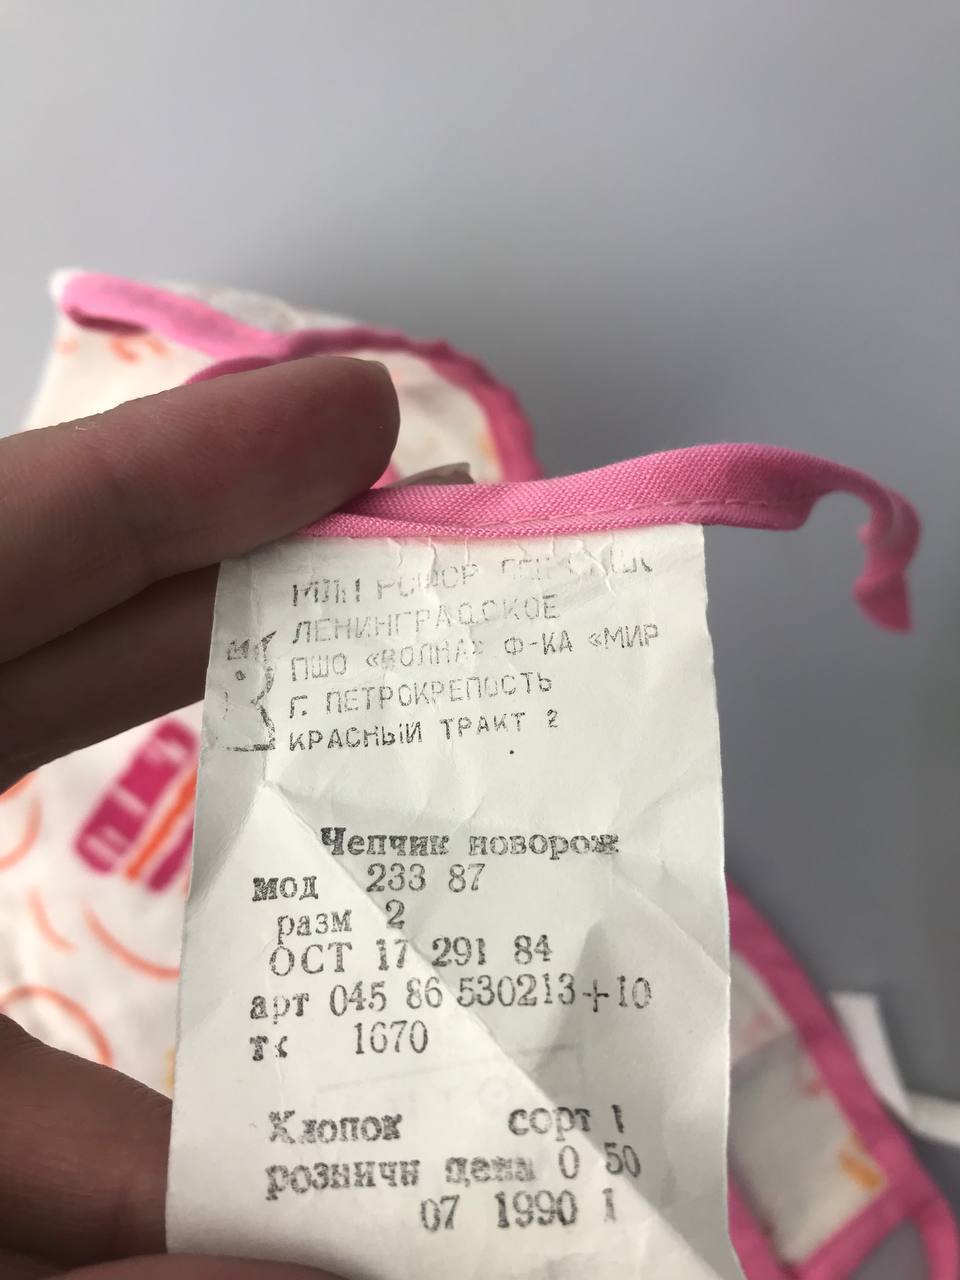 ЛЕНИНГРАДСКОЕ
ПШО «ВОЛНА» Ф-КА «МИР
Г. ПЕТРОКРЕПОСТЬ
КРАСНЫЙ ТРАКТ 2
Чепчик новорож
мод 233 87
разм 2
ОСТ 17 291 84
арт 045 86 530213+10
тк 1670
Хлопок сорт 1
розничн цена 0 50
07 1990 1